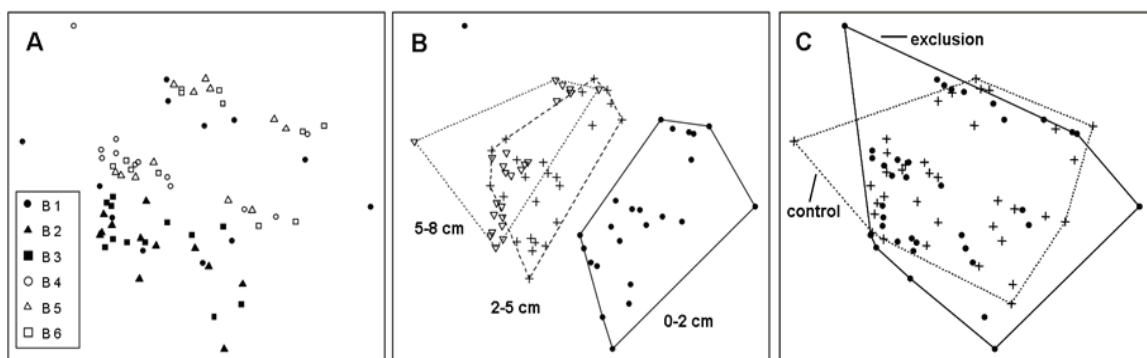 A
B 1
B 2
B 3
B 4
B 5
B 6
B
5-8 cm
2-5 cm
0-2 cm
C
exclusion
control